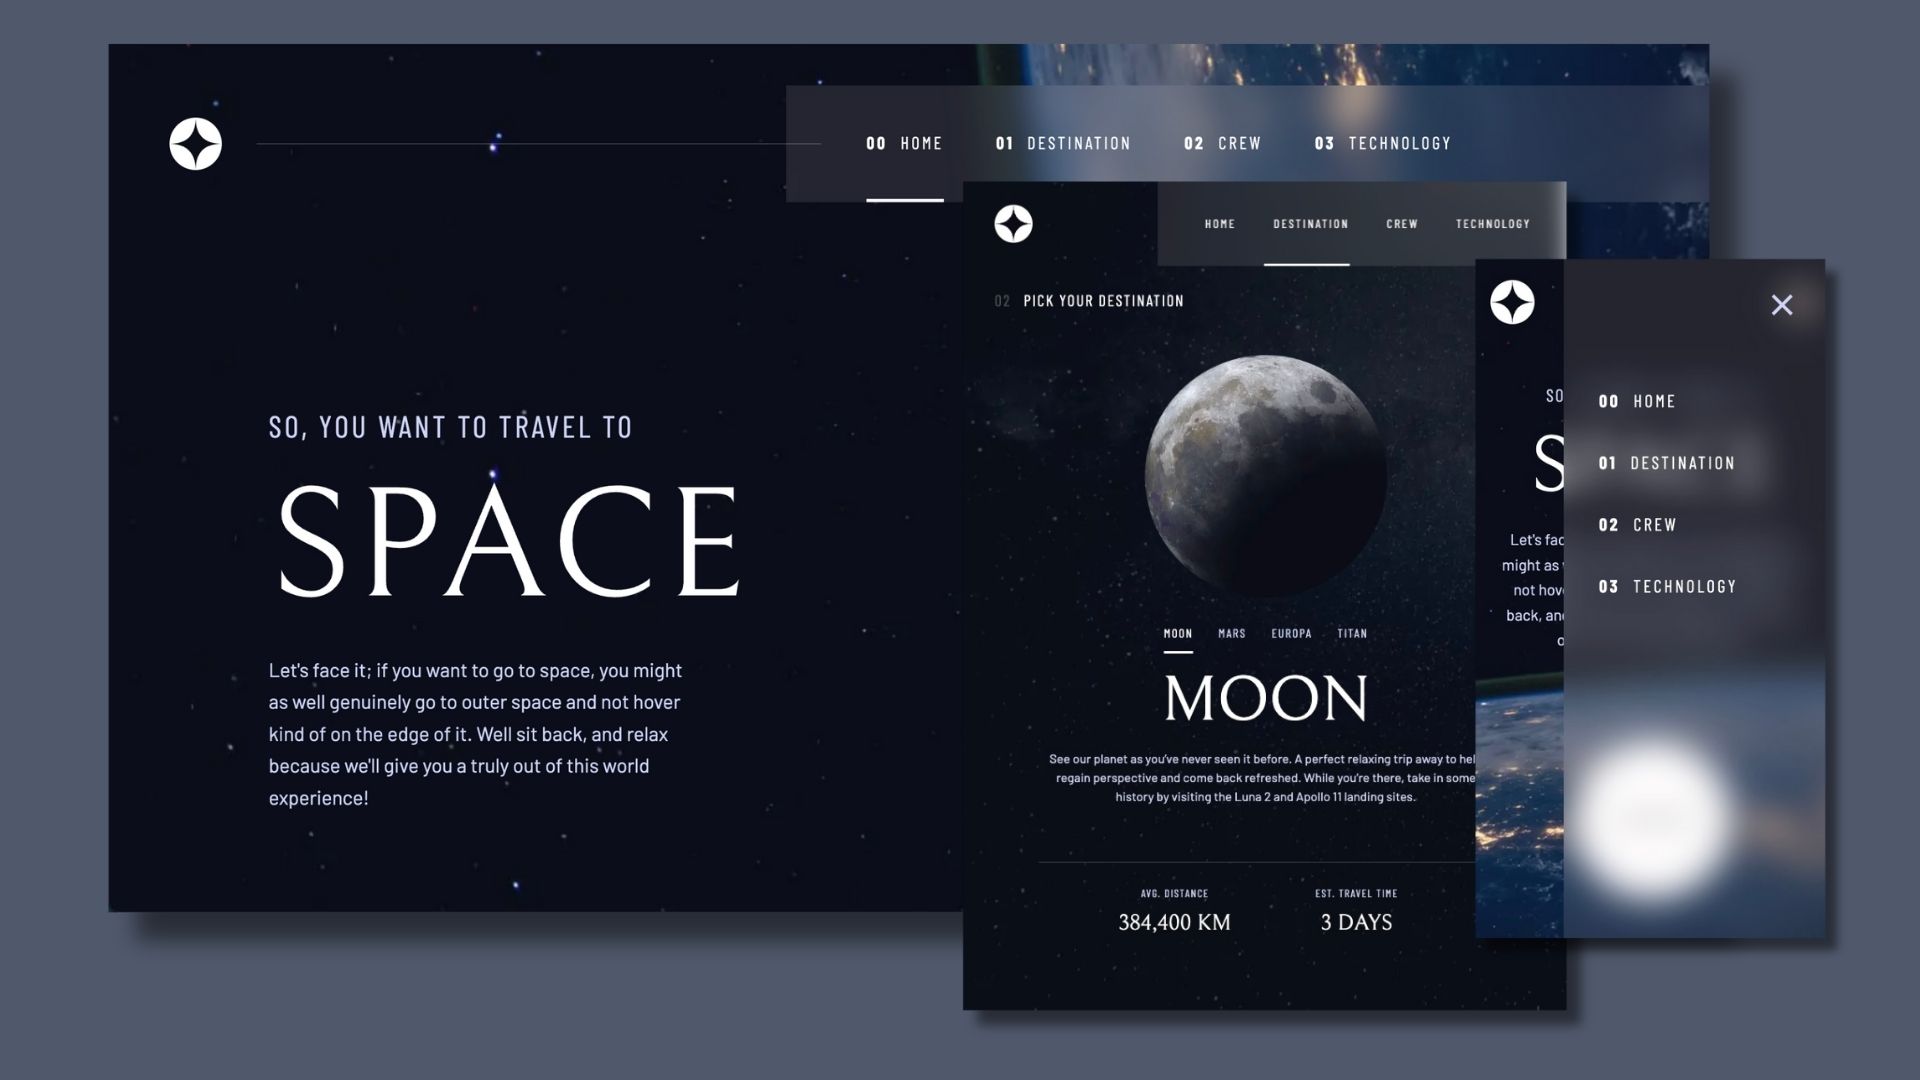 00 HOME
01 DESTINATION
02 CREW
03 TECHNOLOGY
SO, YOU WANT TO TRAVEL TO
SPACE
Let's face it; if you want to go to space, you might
as well genuinely go to outer space and not hover
kind of on the edge of it. Well sit back, and relax
because we'll give you a truly out of this world
experience!
HOME
DESTINATION
CREW
TECHNOLOGY
02 PICK YOUR DESTINATION
MOON
MARS
EUROPA
TITAN
MOON
See our planet as you've never seen it before. A perfect relaxing trip away to hel
regain perspective and come back refreshed. While you're there, take in some
history by visiting the Luna 2 and Apollo 11 landing sites.
AVG. DISTANCE
384,400 KM
EST. TRAVEL TIME
3 DAYS
SO
S
Let's fac
might as
not hov
back, an
o
00 HOME
01 DESTINATION
02 CREW
03 TECHNOLOGY